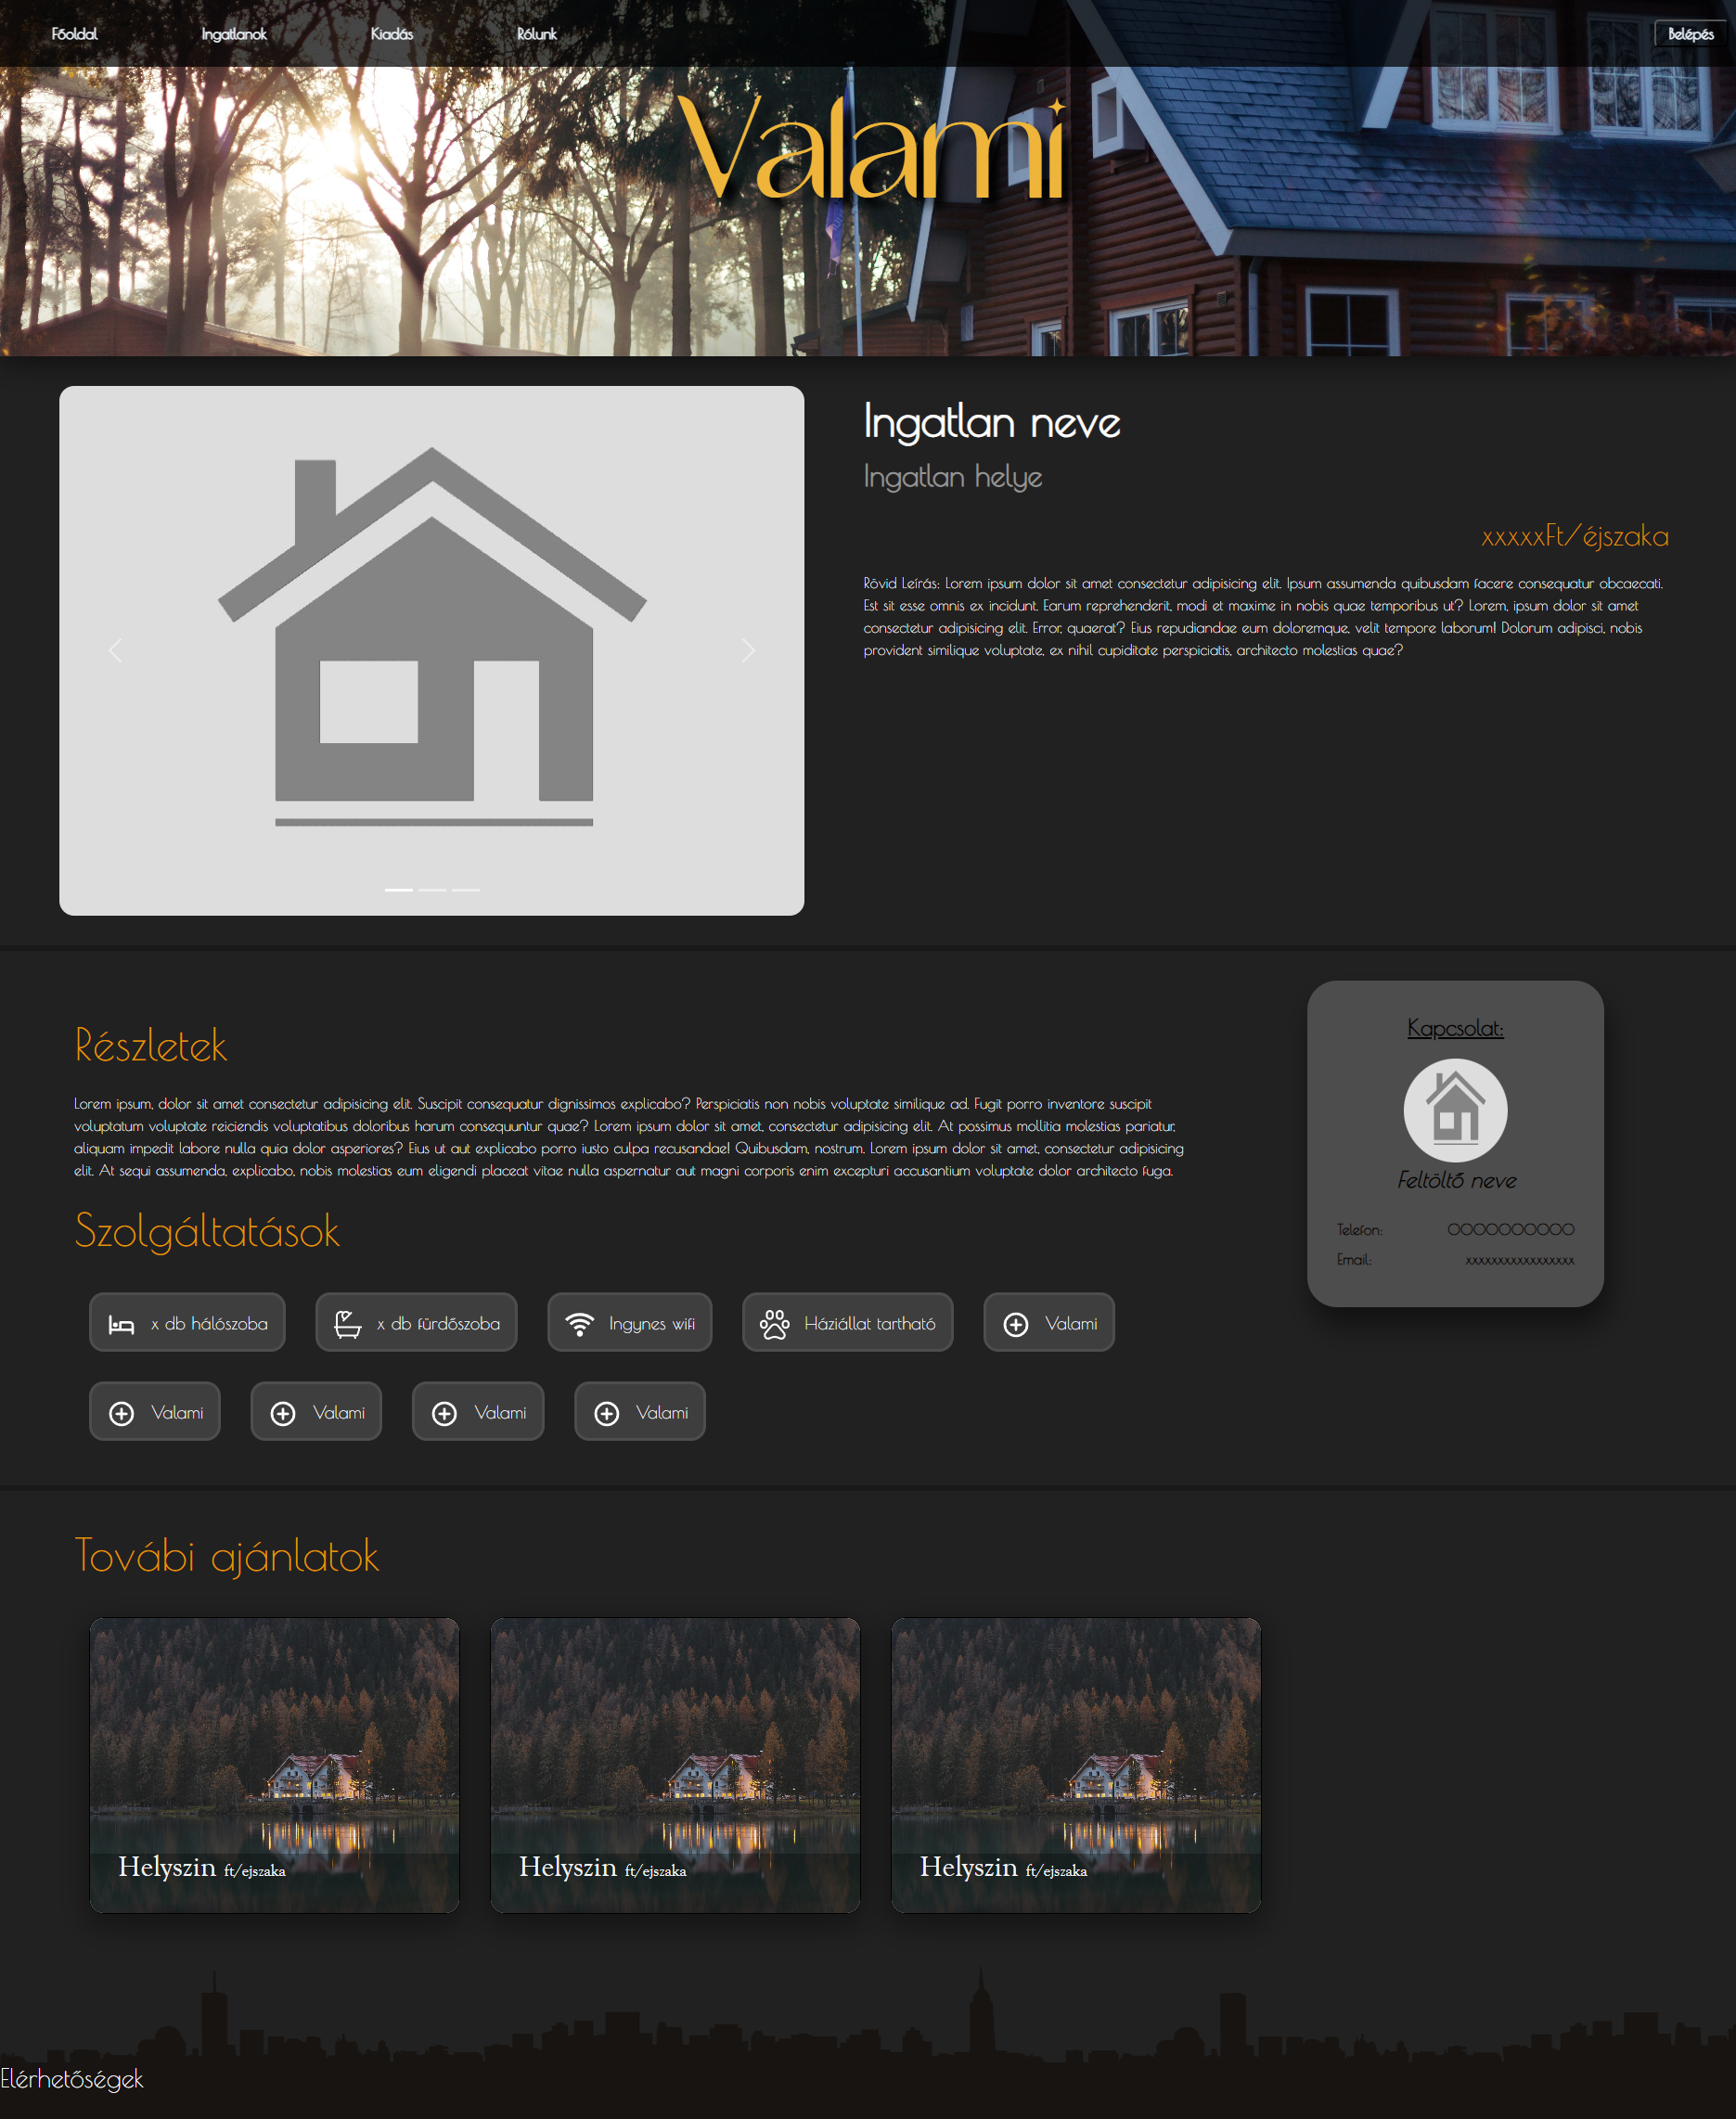 Főoldal Ingatlanok Kiadás Rólunk Belépés
Valami
Ingatlan neve
Ingatlan helye
xxxxxFt/éjszaka
Rövid Leírás: Lorem ipsum dolor sit amet consectetur adipisicing elit. Ipsum assumenda quibusdam facere consequatur obcaecati.
Est sit esse omnis ex incidunt. Earum reprehenderit, modi et maxime in nobis quae temporibus ut? Lorem, ipsum dolor sit amet
consectetur adipisicing elit. Error, quaerat? Eius repudiandae eum doloremque, velit tempore laborum! Dolorum adipisci, nobis
provident similique voluptate, ex nihil cupiditate perspiciatis, architecto molestias quae?
Részletek
Lorem ipsum, dolor sit amet consectetur adipisicing elit. Suscipit consequatur dignissimos explicabo? Perspiciatis non nobis voluptate similique ad. Fugit porro inventore suscipit
voluptatum voluptate reiciendis voluptatibus doloribus harum consequuntur quae? Lorem ipsum dolor sit amet, consectetur adipisicing elit. At possimus mollitia molestias pariatur,
aliquam impedit labore nulla quia dolor asperiores? Eius ut aut explicabo porro iusto culpa recusandae! Quibusdam, nostrum. Lorem ipsum dolor sit amet, consectetur adipisicing
elit. At sequi assumenda, explicabo, nobis molestias eum eligendi placeat vitae nulla aspernatur aut magni corporis enim excepturi accusantium voluptate dolor architecto fuga.
Szolgáltatások
x db hálószoba
x db fürdőszoba
Ingynes wifi
Háziállat tartható
Valami
Valami
Valami
Valami
Valami
Kapcsolat:
Feltöltő neve
Telefon: OOOOOOOOOO
Email: xxxxxxxxxxxxxxxxx
Továbi ajánlatok
Helyszin ft/ejszaka
Helyszin ft/ejszaka
Helyszin ft/ejszaka
Elérhetőségek